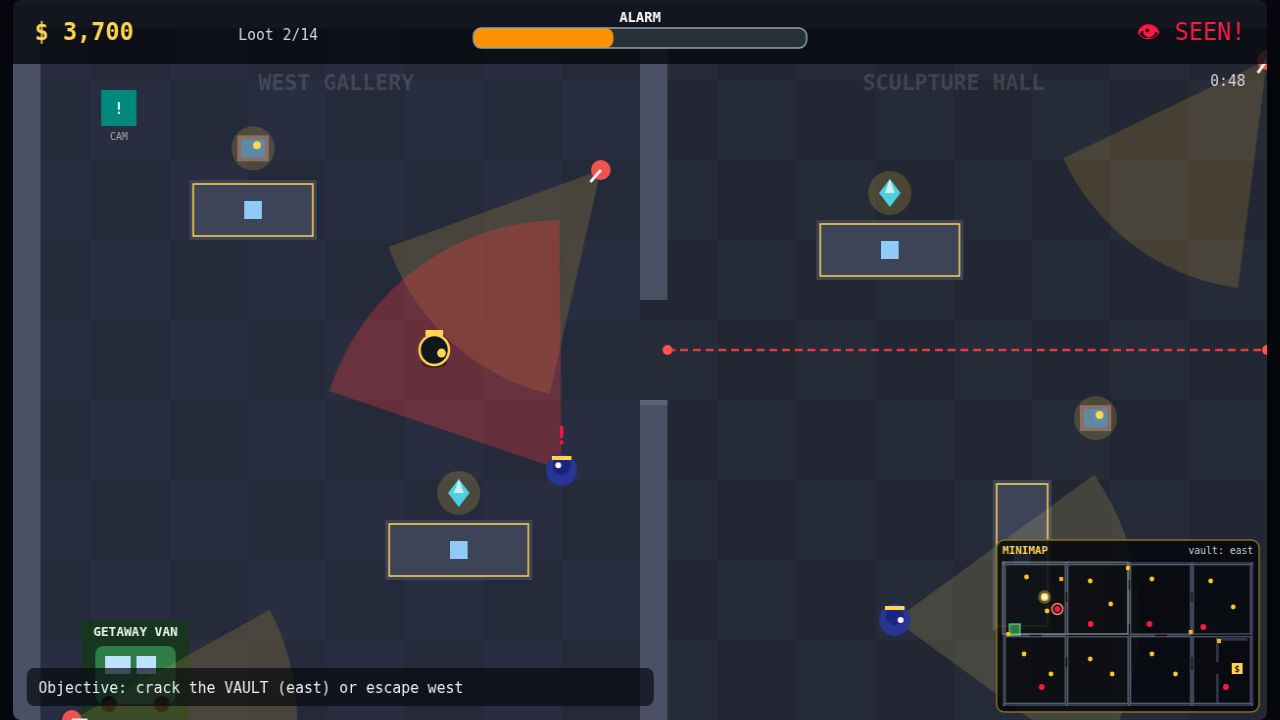 $ 3,700
Loot 2/14
ALARM
SEEN!
WEST GALLERY
SCULPTURE HALL
0:48
!
CAM
!
MINIMAP
vault: east
$
GETAWAY VAN
Objective: crack the VAULT (east) or escape west